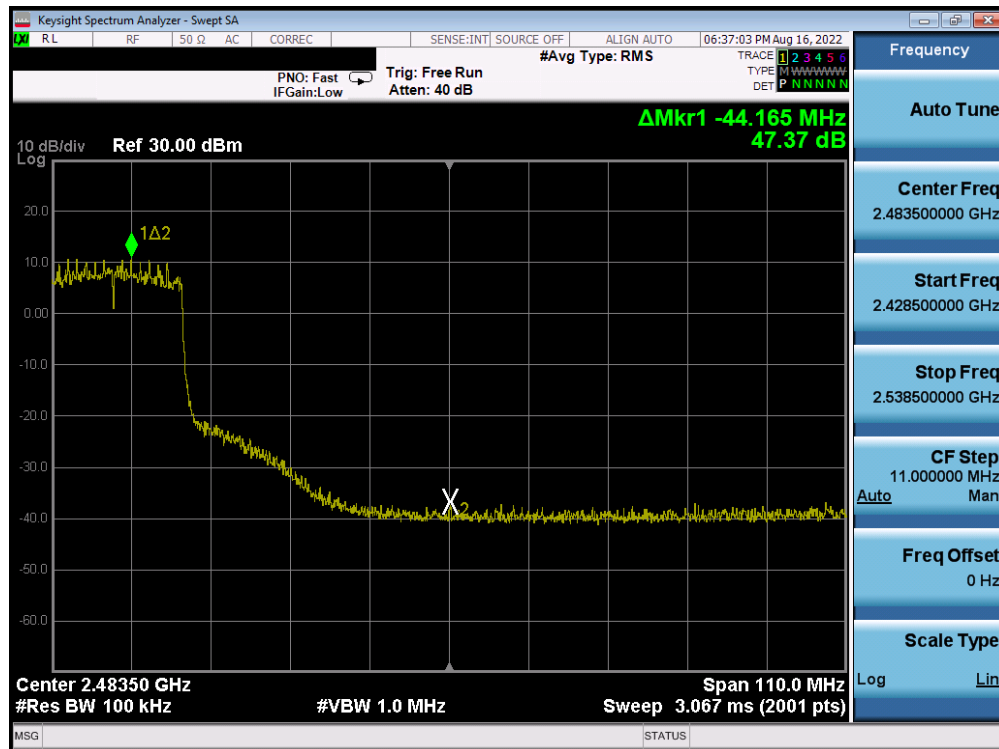 Keysight Spectrum Analyzer - Swept SA
LXI RL RF 50 Ω AC CORREC SENSE:INT SOURCE OFF ALIGN AUTO 06:37:03 PM Aug 16, 2022
#Avg Type: RMS
TRACE 1 2 3 4 5 6
PNO: Fast Trig: Free Run
TYPE M WWWWW
IFGain:Low Atten: 40 dB
DET P N N N N N
ΔMkr1 -44.165 MHz
47.37 dB
10 dB/div Ref 30.00 dBm
Log
20.0
1Δ2
10.0
0.00
-10.0
-20.0
-30.0
X2
-40.0
-50.0
-60.0
Center 2.48350 GHz Span 110.0 MHz
#Res BW 100 kHz #VBW 1.0 MHz Sweep 3.067 ms (2001 pts)
MSG STATUS
Frequency
Auto Tune
Center Freq
2.483500000 GHz
Start Freq
2.428500000 GHz
Stop Freq
2.538500000 GHz
CF Step
11.000000 MHz
Auto Man
Freq Offset
0 Hz
Scale Type
Log Lin